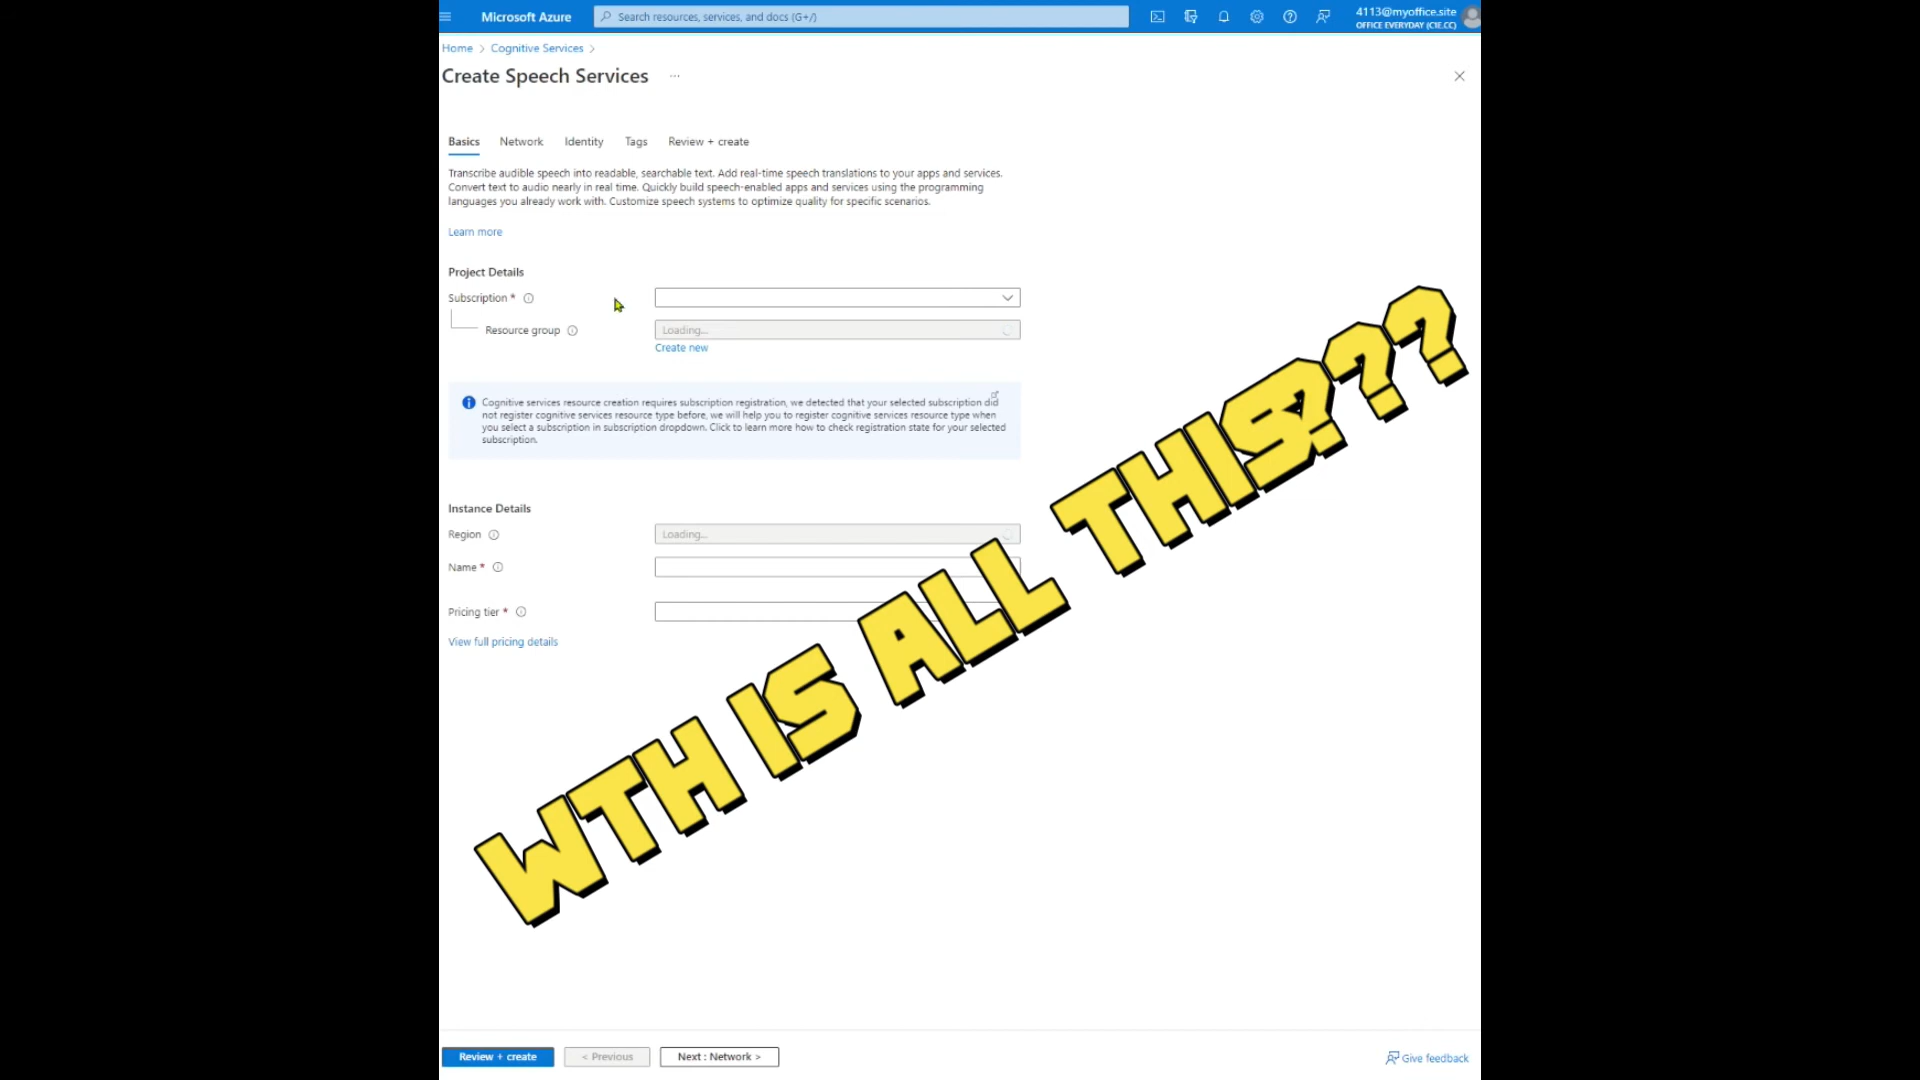 Microsoft Azure
Search resources, services, and docs (G+/)
4113@myoffice.site
OFFICE EVERYDAY (CIE.CC)
Home > Cognitive Services >
Create Speech Services ...
Basics Network Identity Tags Review + create
Transcribe audible speech into readable, searchable text. Add real-time speech translations to your apps and services.
Convert text to audio nearly in real time. Quickly build speech-enabled apps and services using the programming
languages you already work with. Customize speech systems to optimize quality for specific scenarios.
Learn more
Project Details
Subscription *
Resource group
Loading...
Create new
Cognitive services resource creation requires subscription registration, we detected that your selected subscription did
not register cognitive services resource type before, we will help you to register cognitive services resource type when
you select a subscription in subscription dropdown. Click to learn more how to check registration state for your selected
subscription.
Instance Details
Region
Loading...
Name *
Pricing tier *
View full pricing details
WTH IS ALL THIS???
Review + create
< Previous
Next : Network >
Give feedback